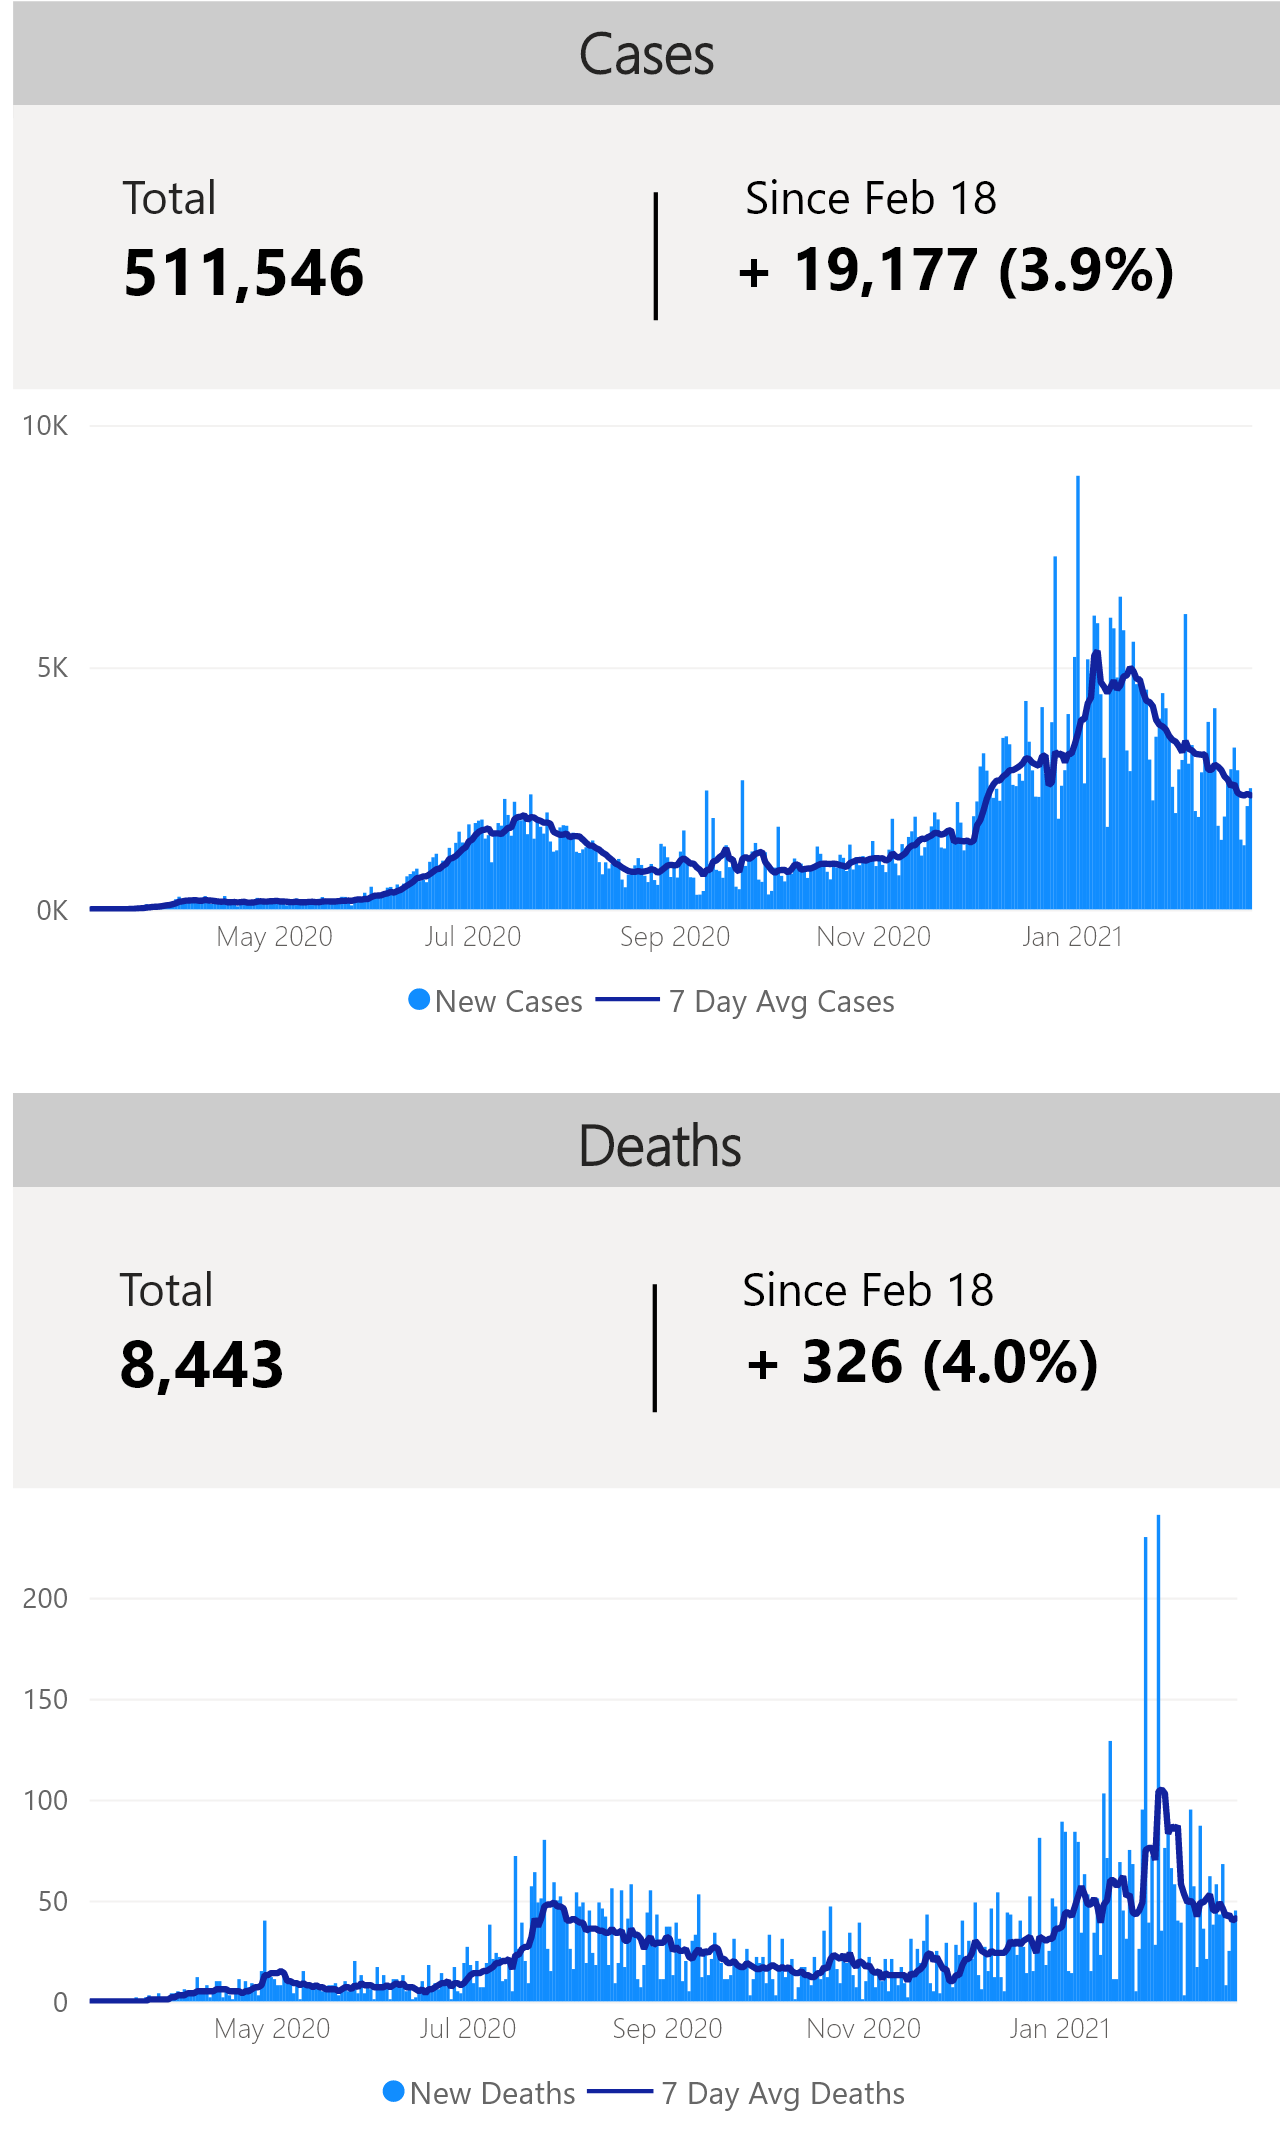 Cases
Total
Since Feb 18
511,546
+ 19,177 (3.9%)
10K
5K
0K
May 2020
Jul 2020
Sep 2020
Nov 2020
Jan 2021
New Cases
7 Day Avg Cases
Deaths
Total
Since Feb 18
8,443
+ 326 (4.0%)
200
150
100
50
0
May 2020
Jul 2020
Sep 2020
Nov 2020
Jan 2021
New Deaths
7 Day Avg Deaths